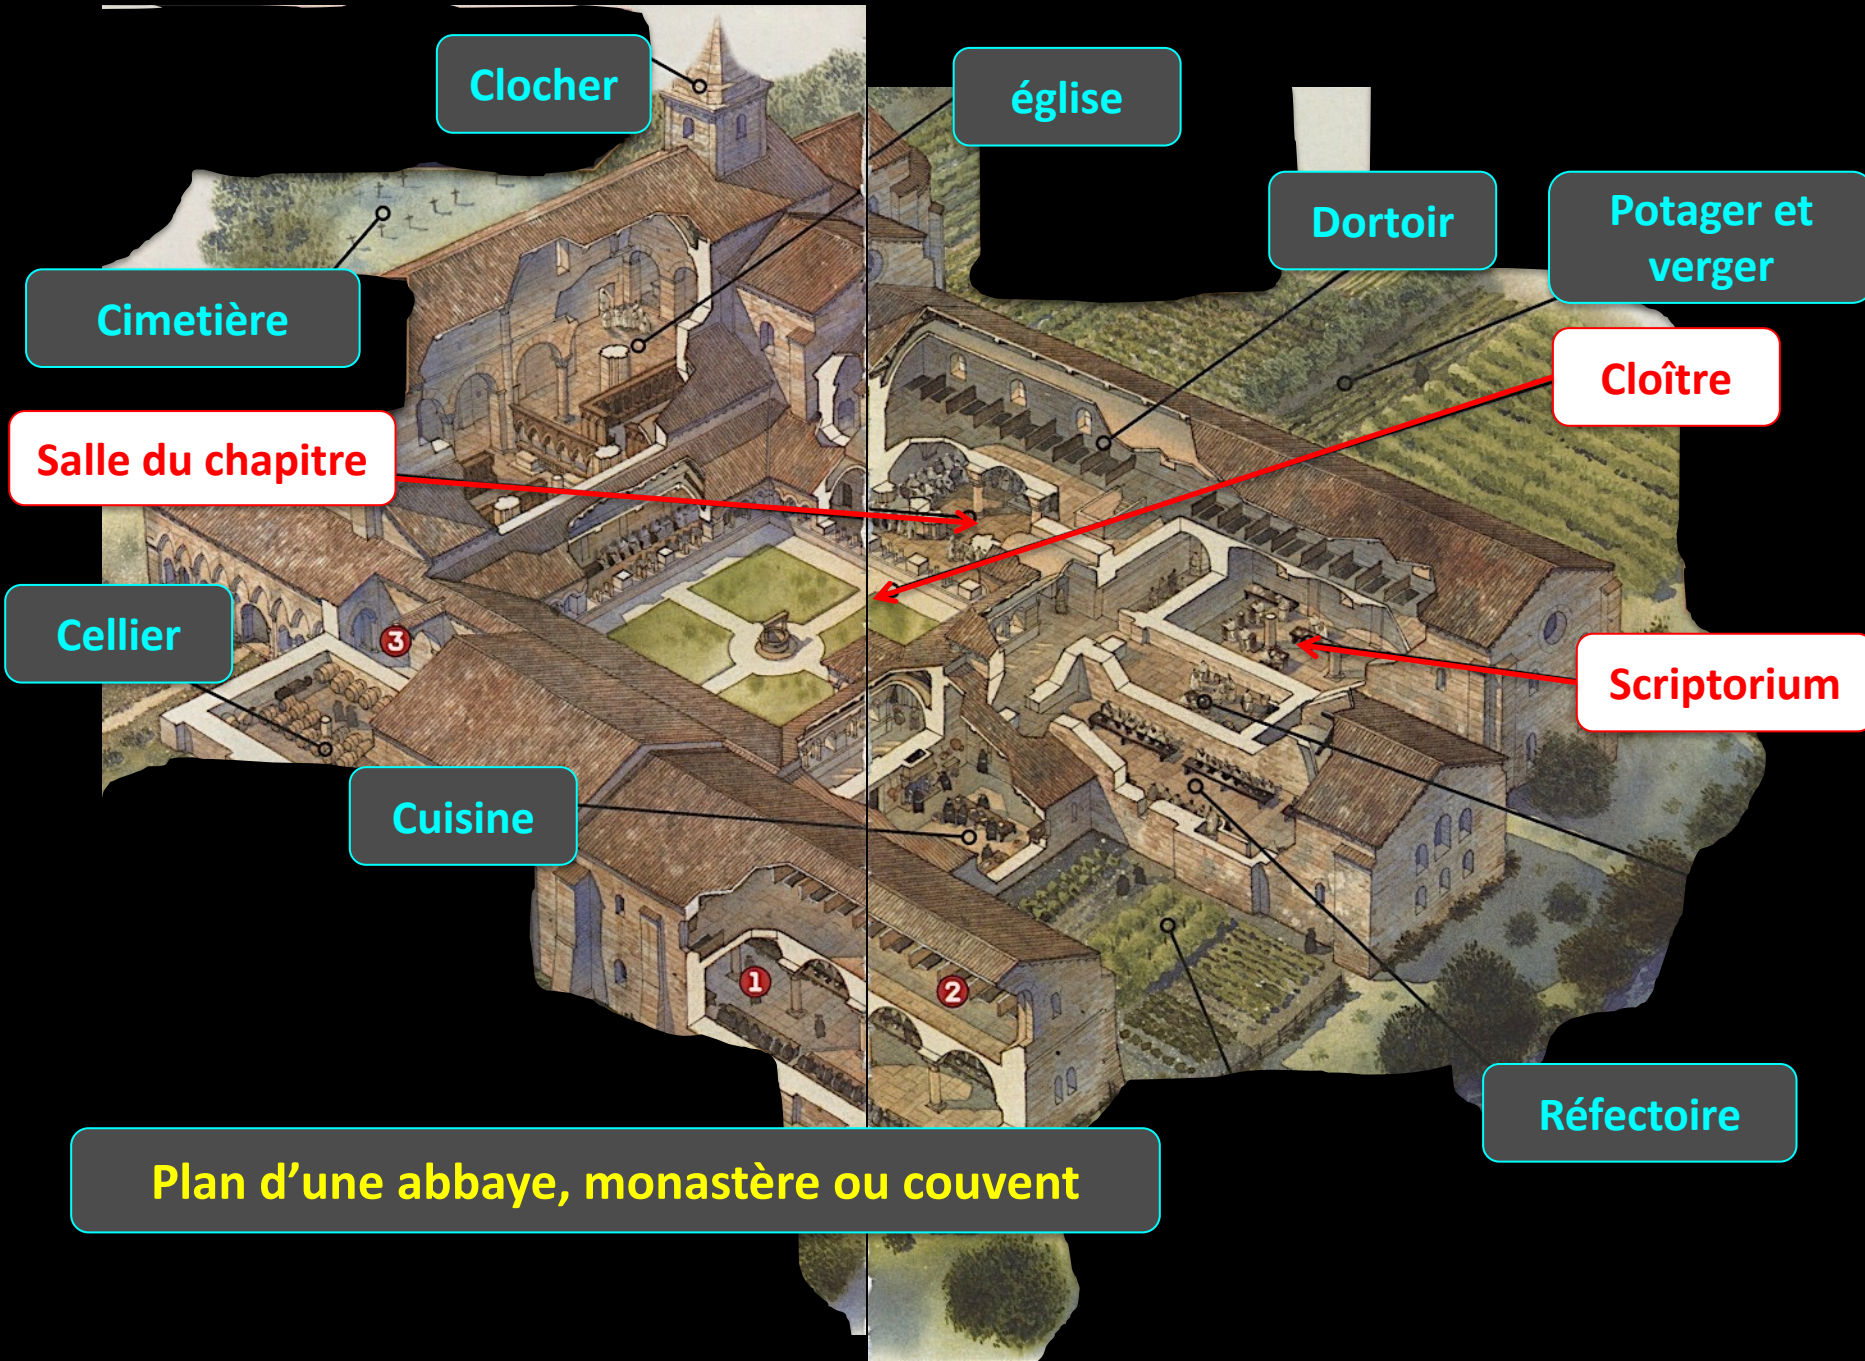 Clocher
église
Dortoir
Potager et
verger
Cimetière
Cloître
Salle du chapitre
Cellier
3
Scriptorium
Cuisine
1
2
Réfectoire
Plan d’une abbaye, monastère ou couvent